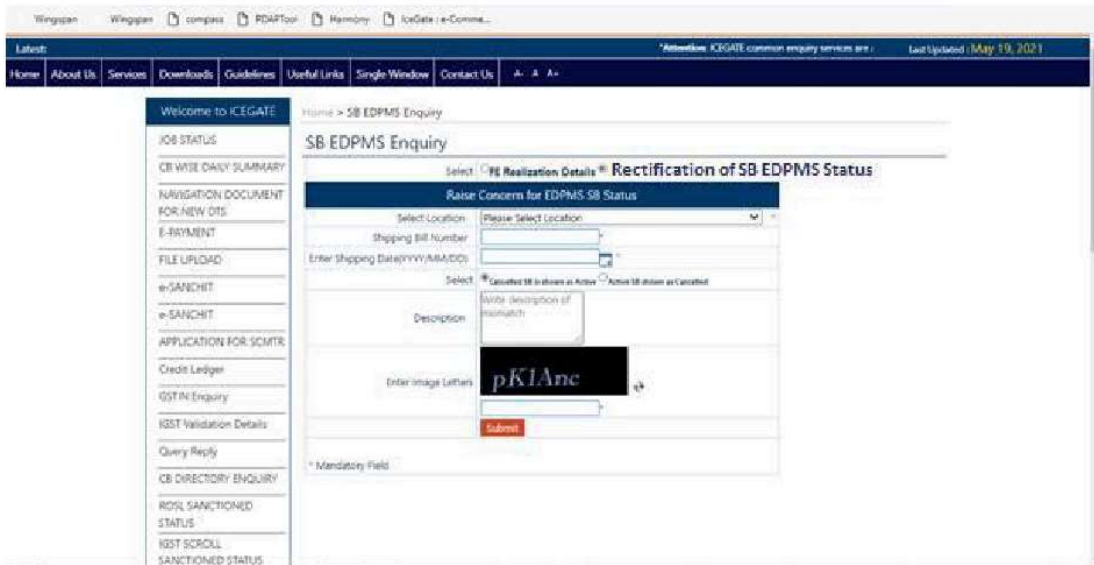 Wingspan Wingspan compass RDARTool Harmony IceGate : e-Comme...
Latest: *Attention: ICEGATE common enquiry services are : Last Updated : May 19, 2021
Home About Us Services Downloads Guidelines Useful Links Single Window Contact Us A- A A+
Welcome to ICEGATE
JOB STATUS
CB WISE DAILY SUMMARY
NAVIGATION DOCUMENT
FOR NEW DTS
E-PAYMENT
FILE UPLOAD
e-SANCHIT
e-SANCHIT
APPLICATION FOR SCMTR
Credit Ledger
GSTIN Enquiry
IGST Validation Details
Query Reply
CB DIRECTORY ENQUIRY
ROSL SANCTIONED
STATUS
IGST SCROLL
SANCTIONED STATUS
Home > SB EDPMS Enquiry
SB EDPMS Enquiry
Select FE Realization Details Rectification of SB EDPMS Status
Raise Concern for EDPMS SB Status
Select Location Please Select Location *
Shipping Bill Number *
Enter Shipping Date(YYYY/MM/DD) *
Select Cancelled SB is shown as Active Active SB shown as Cancelled
Description Write description of
mismatch
Enter Image Letters pK1Anc
*
Submit
* Mandatory Field